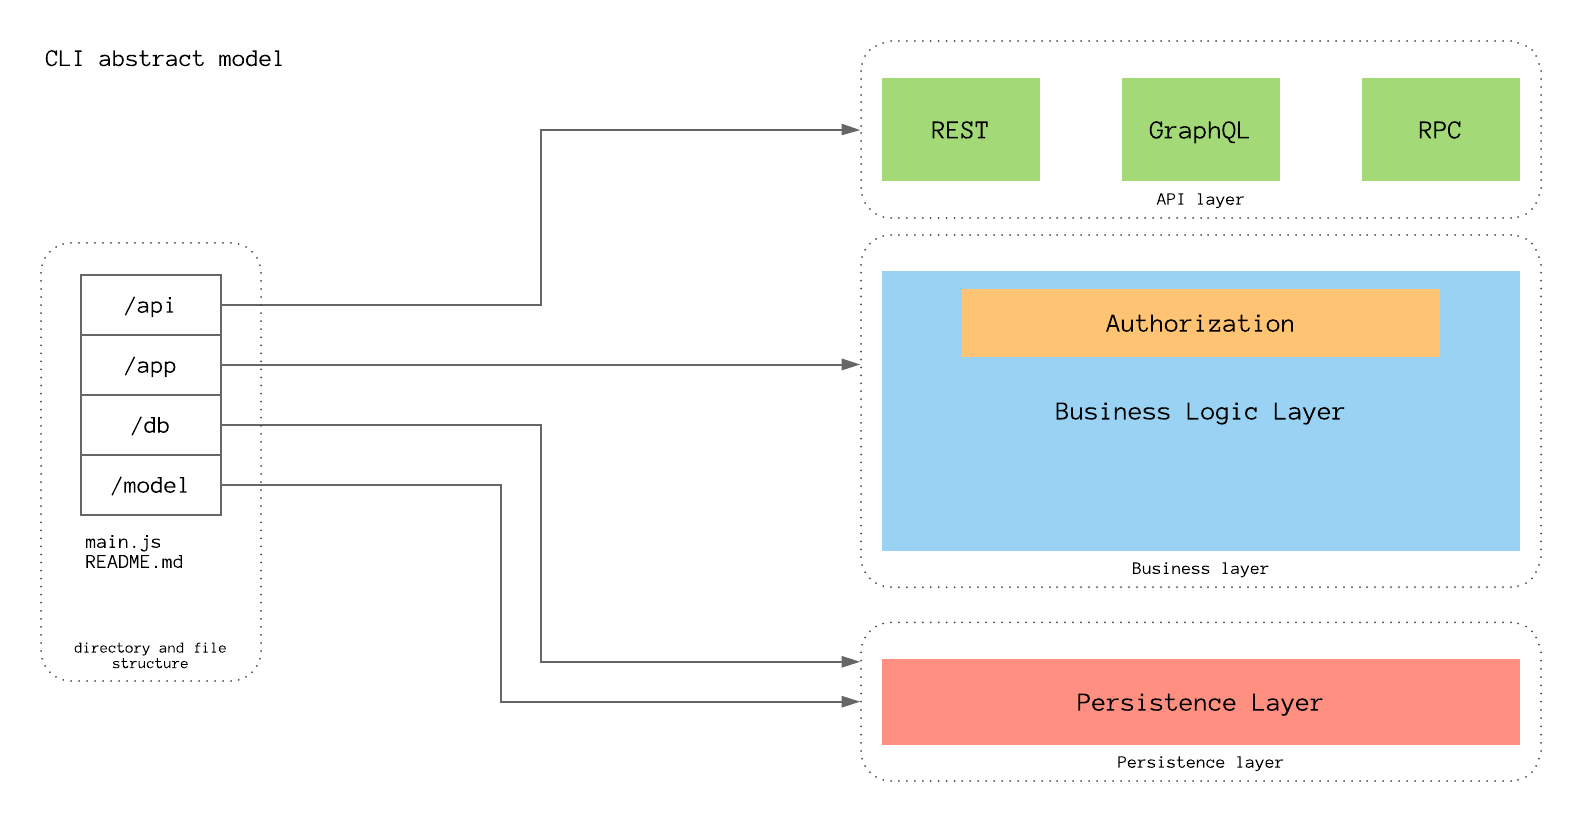 CLI abstract model
/api
/app
/db
/model
main.js
README.md
directory and file
structure
REST
GraphQL
RPC
API layer
Authorization
Business Logic Layer
Business layer
Persistence Layer
Persistence layer